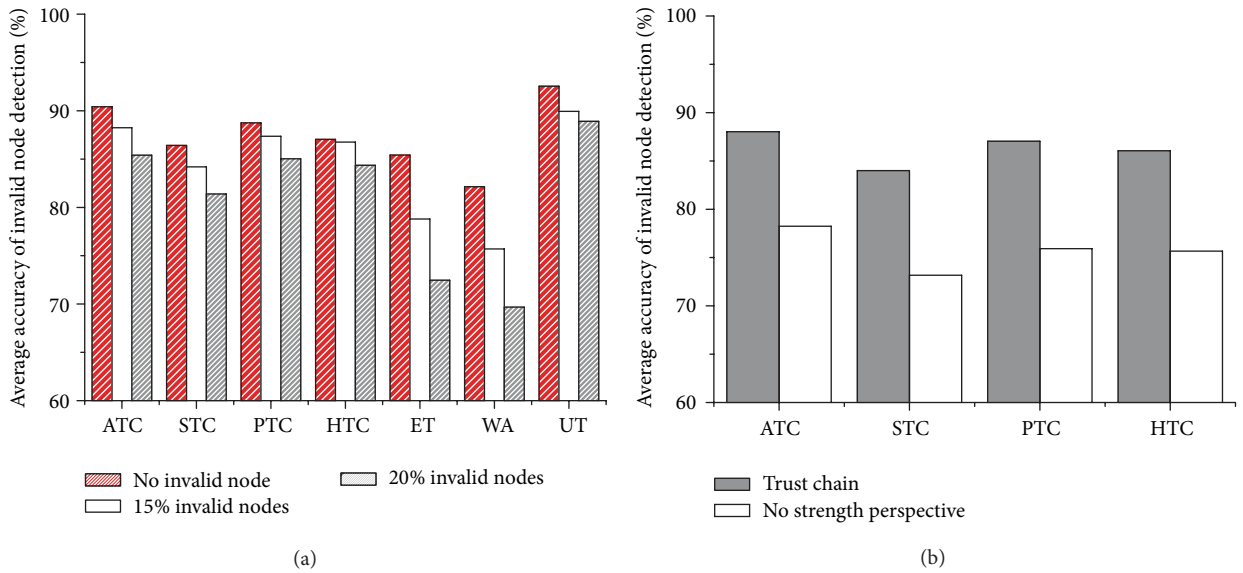 Average accuracy of invalid node detection (%)
100
90
80
70
60
ATC STC PTC HTC ET WA UT
No invalid node
15% invalid nodes
20% invalid nodes
(a)
Average accuracy of invalid node detection (%)
100
90
80
70
60
ATC STC PTC HTC
Trust chain
No strength perspective
(b)